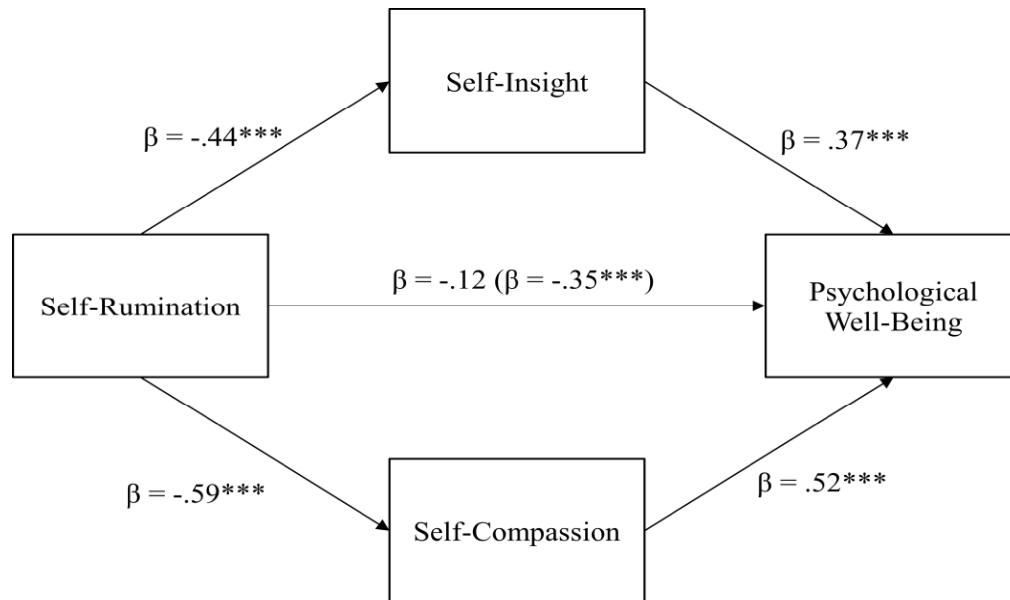 Self-Insight
β = -.44***
β = .37***
β = -.12 (β = -.35***)
Self-Rumination
Psychological
Well-Being
β = -.59***
β = .52***
Self-Compassion